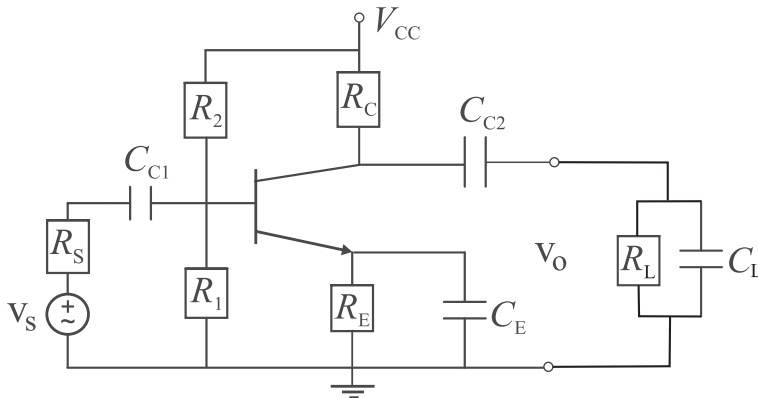 V_CC
R_2
R_C
C_C2
C_C1
R_S
R_1
v_o
R_L
C_L
v_s
+
~
R_E
C_E